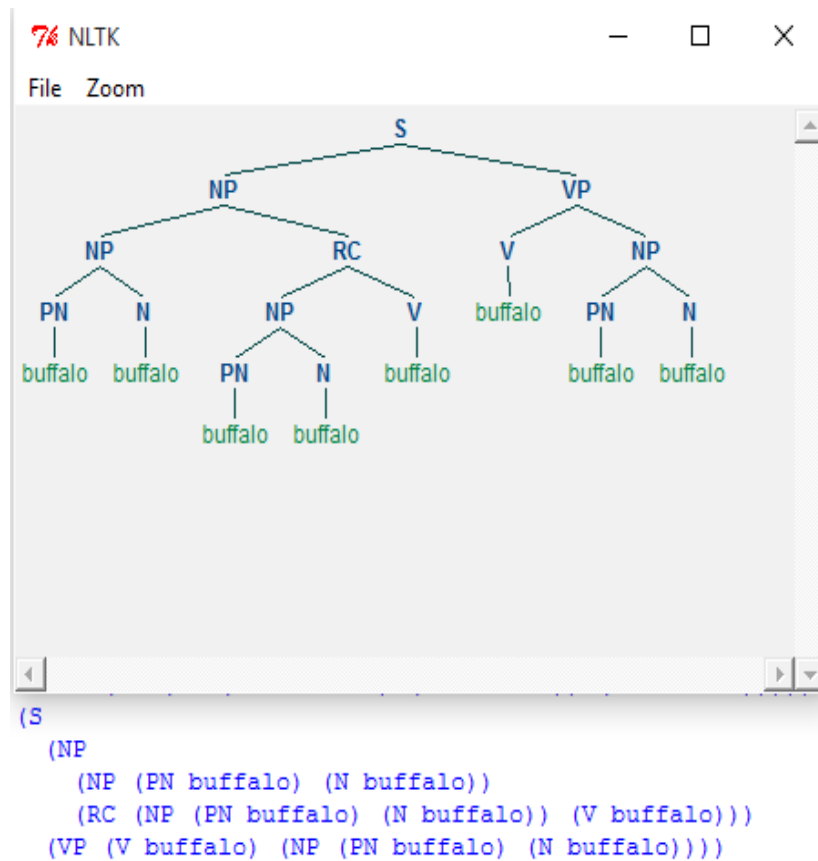 NLTK
File Zoom
S
NP VP
NP RC V NP
PN N NP V buffalo PN N
buffalo buffalo PN N buffalo buffalo buffalo
buffalo buffalo
(S
(NP
(NP (PN buffalo) (N buffalo))
(RC (NP (PN buffalo) (N buffalo)) (V buffalo)))
(VP (V buffalo) (NP (PN buffalo) (N buffalo))))